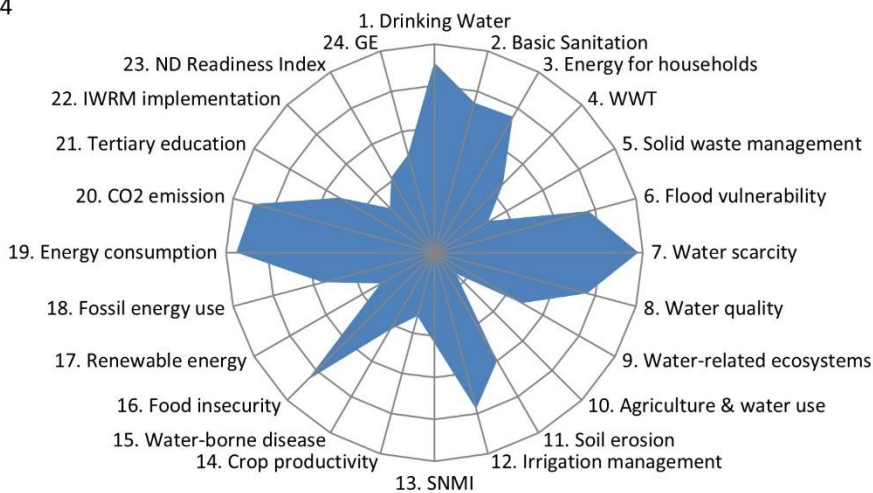 4
1. Drinking Water
2. Basic Sanitation
3. Energy for households
4. WWT
5. Solid waste management
6. Flood vulnerability
7. Water scarcity
8. Water quality
9. Water-related ecosystems
10. Agriculture & water use
11. Soil erosion
12. Irrigation management
13. SNMI
14. Crop productivity
15. Water-borne disease
16. Food insecurity
17. Renewable energy
18. Fossil energy use
19. Energy consumption
20. CO2 emission
21. Tertiary education
22. IWRM implementation
23. ND Readiness Index
24. GE